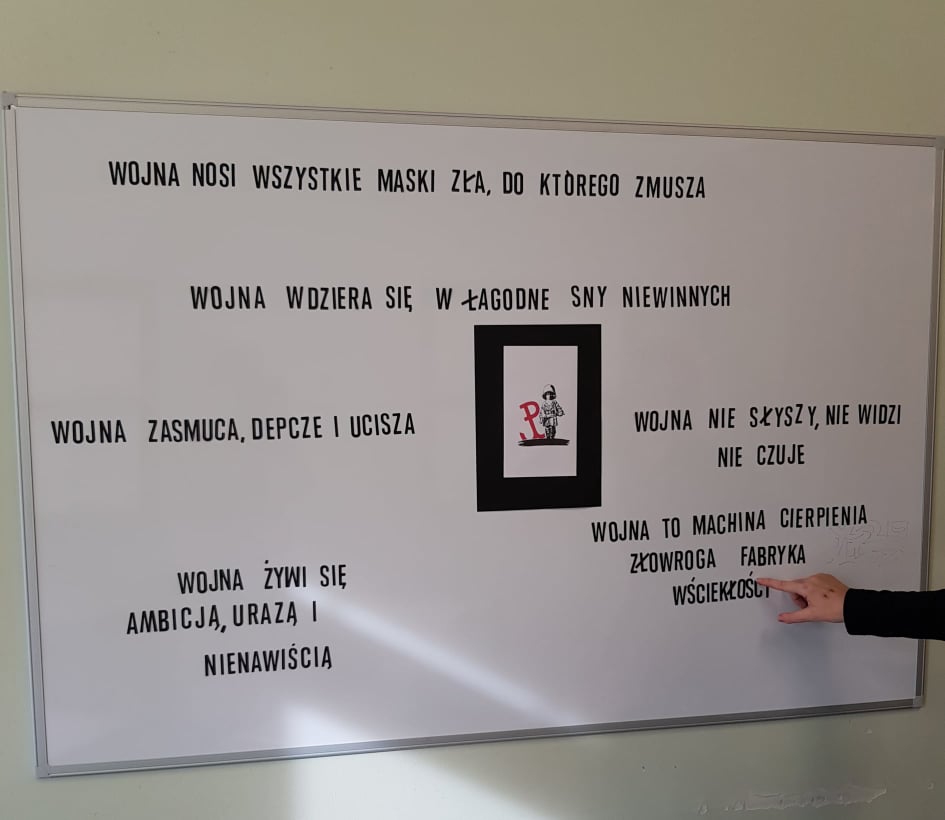 WOJNA NOSI WSZYSTKIE MASKI ZŁA, DO KTÓREGO ZMUSZA
WOJNA WDZIERA SIĘ W ŁAGODNE SNY NIEWINNYCH
WOJNA ZASMUCA, DEPCZE I UCISZA
WOJNA NIE SŁYSZY, NIE WIDZI
NIE CZUJE
WOJNA TO MACHINA CIERPIENIA
ZŁOWROGA FABRYKA
WŚCIEKŁOŚCI
WOJNA ŻYWI SIĘ
AMBICJĄ, URAZĄ I
NIENAWIŚCIĄ